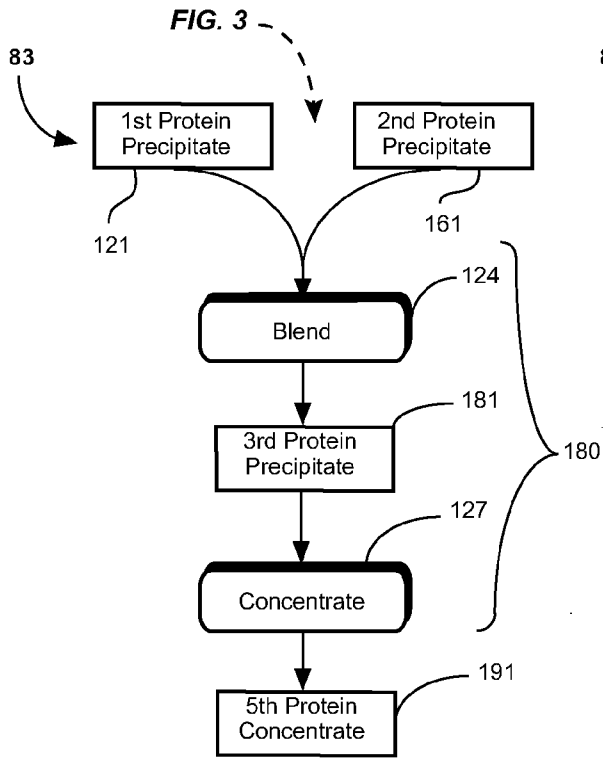 FIG. 3
83
8
1st Protein
Precipitate
2nd Protein
Precipitate
121
161
124
Blend
181
3rd Protein
Precipitate
180
127
Concentrate
191
5th Protein
Concentrate